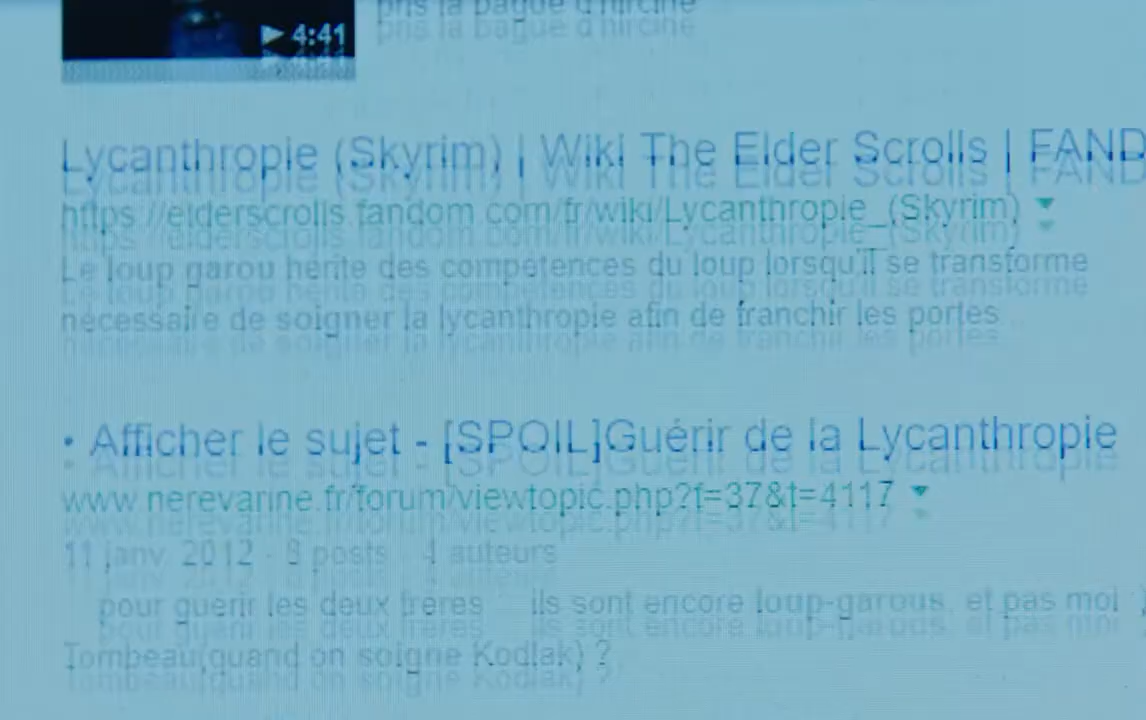 pris la bague d'hircine
4:41
Lycanthropie (Skyrim) | Wiki The Elder Scrolls | FAND
https://elderscrolls.fandom.com/fr/wiki/Lycanthropie_(Skyrim)
Le loup garou hérite des compétences du loup lorsqu'il se transforme
nécessaire de soigner la lycanthropie afin de franchir les portes
• Afficher le sujet - [SPOIL]Guérir de la Lycanthropie
www.nerevarine.fr/forum/viewtopic.php?f=37&t=4117
11 janv. 2012 - 8 posts 4 auteurs
pour guerir les deux freres ils sont encore loup-garous, et pas moi :
Tombeau(quand on soigne Kodlak) ?